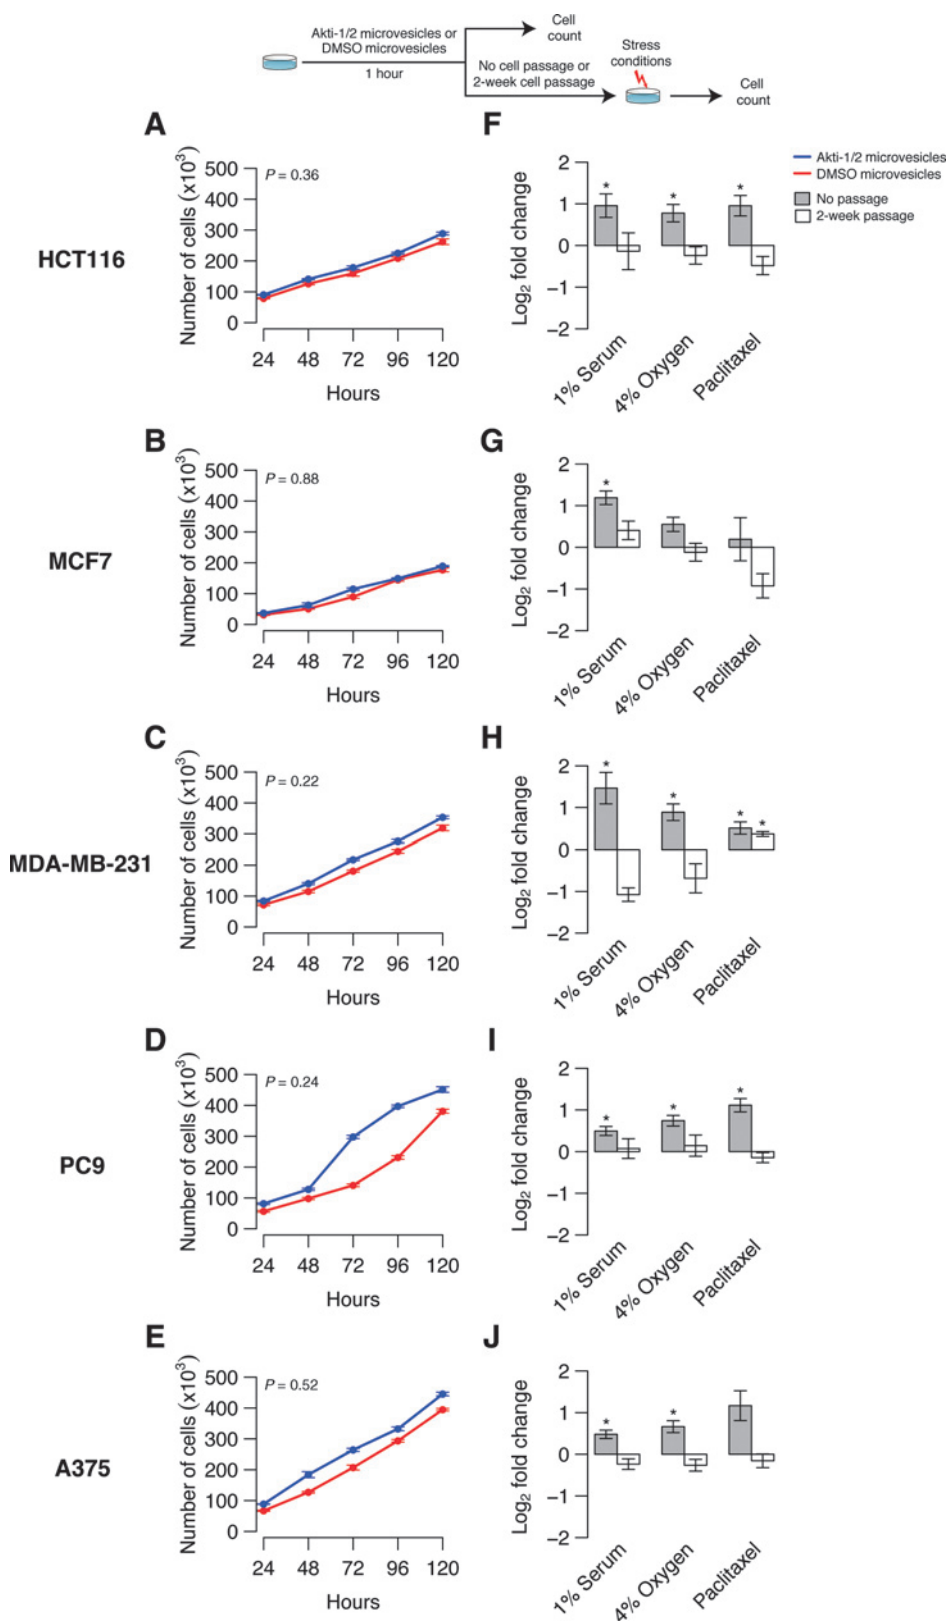 Akti-1/2 microvesicles or
DMSO microvesicles
1 hour
Cell
count
No cell passage or
2-week cell passage
Stress
conditions
Cell
count
Akti-1/2 microvesicles
DMSO microvesicles
No passage
2-week passage
HCT116
A
Number of cells (x10³)
500
400
300
200
100
0
P = 0.36
24 48 72 96 120
Hours
F
Log₂ fold change
2
1
0
−1
−2
* * *
1% Serum
4% Oxygen
Paclitaxel
MCF7
B
Number of cells (x10³)
500
400
300
200
100
0
P = 0.88
24 48 72 96 120
Hours
G
Log₂ fold change
2
1
0
−1
−2
*
1% Serum
4% Oxygen
Paclitaxel
MDA-MB-231
C
Number of cells (x10³)
500
400
300
200
100
0
P = 0.22
24 48 72 96 120
Hours
H
Log₂ fold change
2
1
0
−1
−2
* * * *
1% Serum
4% Oxygen
Paclitaxel
PC9
D
Number of cells (x10³)
500
400
300
200
100
0
P = 0.24
24 48 72 96 120
Hours
I
Log₂ fold change
2
1
0
−1
−2
* * *
1% Serum
4% Oxygen
Paclitaxel
A375
E
Number of cells (x10³)
500
400
300
200
100
0
P = 0.52
24 48 72 96 120
Hours
J
Log₂ fold change
2
1
0
−1
−2
* *
1% Serum
4% Oxygen
Paclitaxel